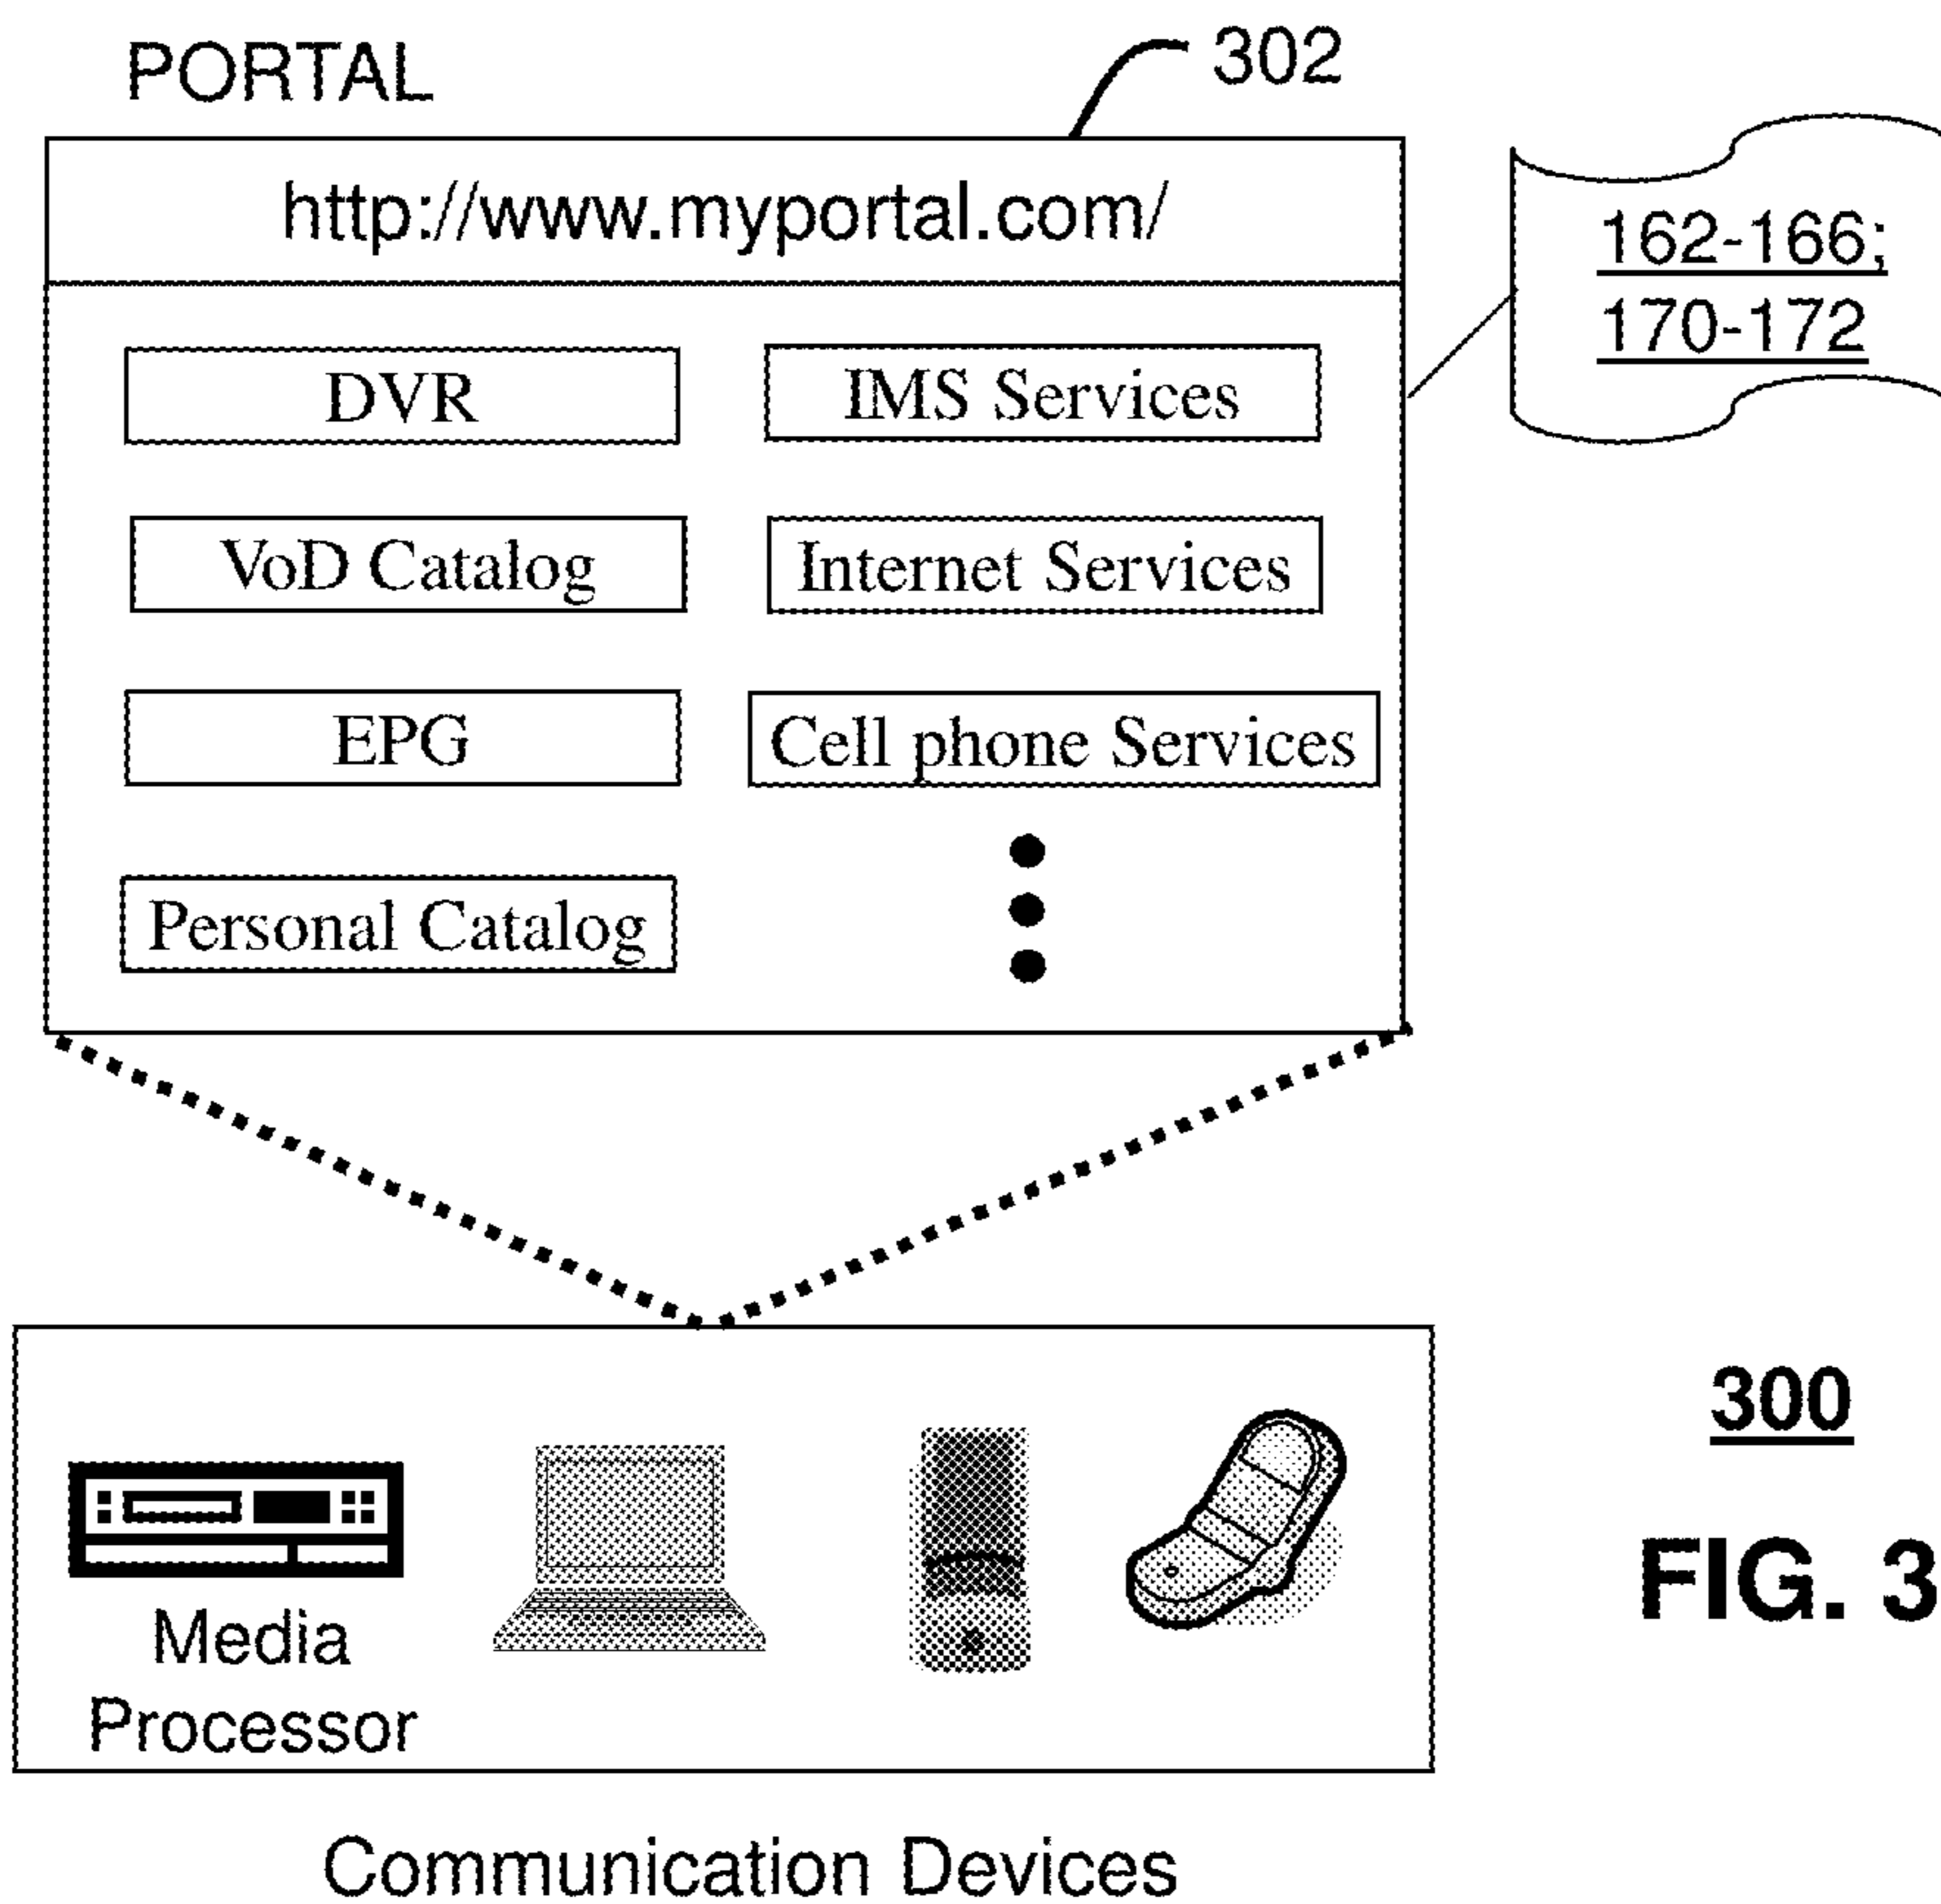 PORTAL
302
http://www.myportal.com/
162-166;
170-172
DVR
IMS Services
VoD Catalog
Internet Services
EPG
Cell phone Services
Personal Catalog
Media
Processor
300
FIG. 3
Communication Devices